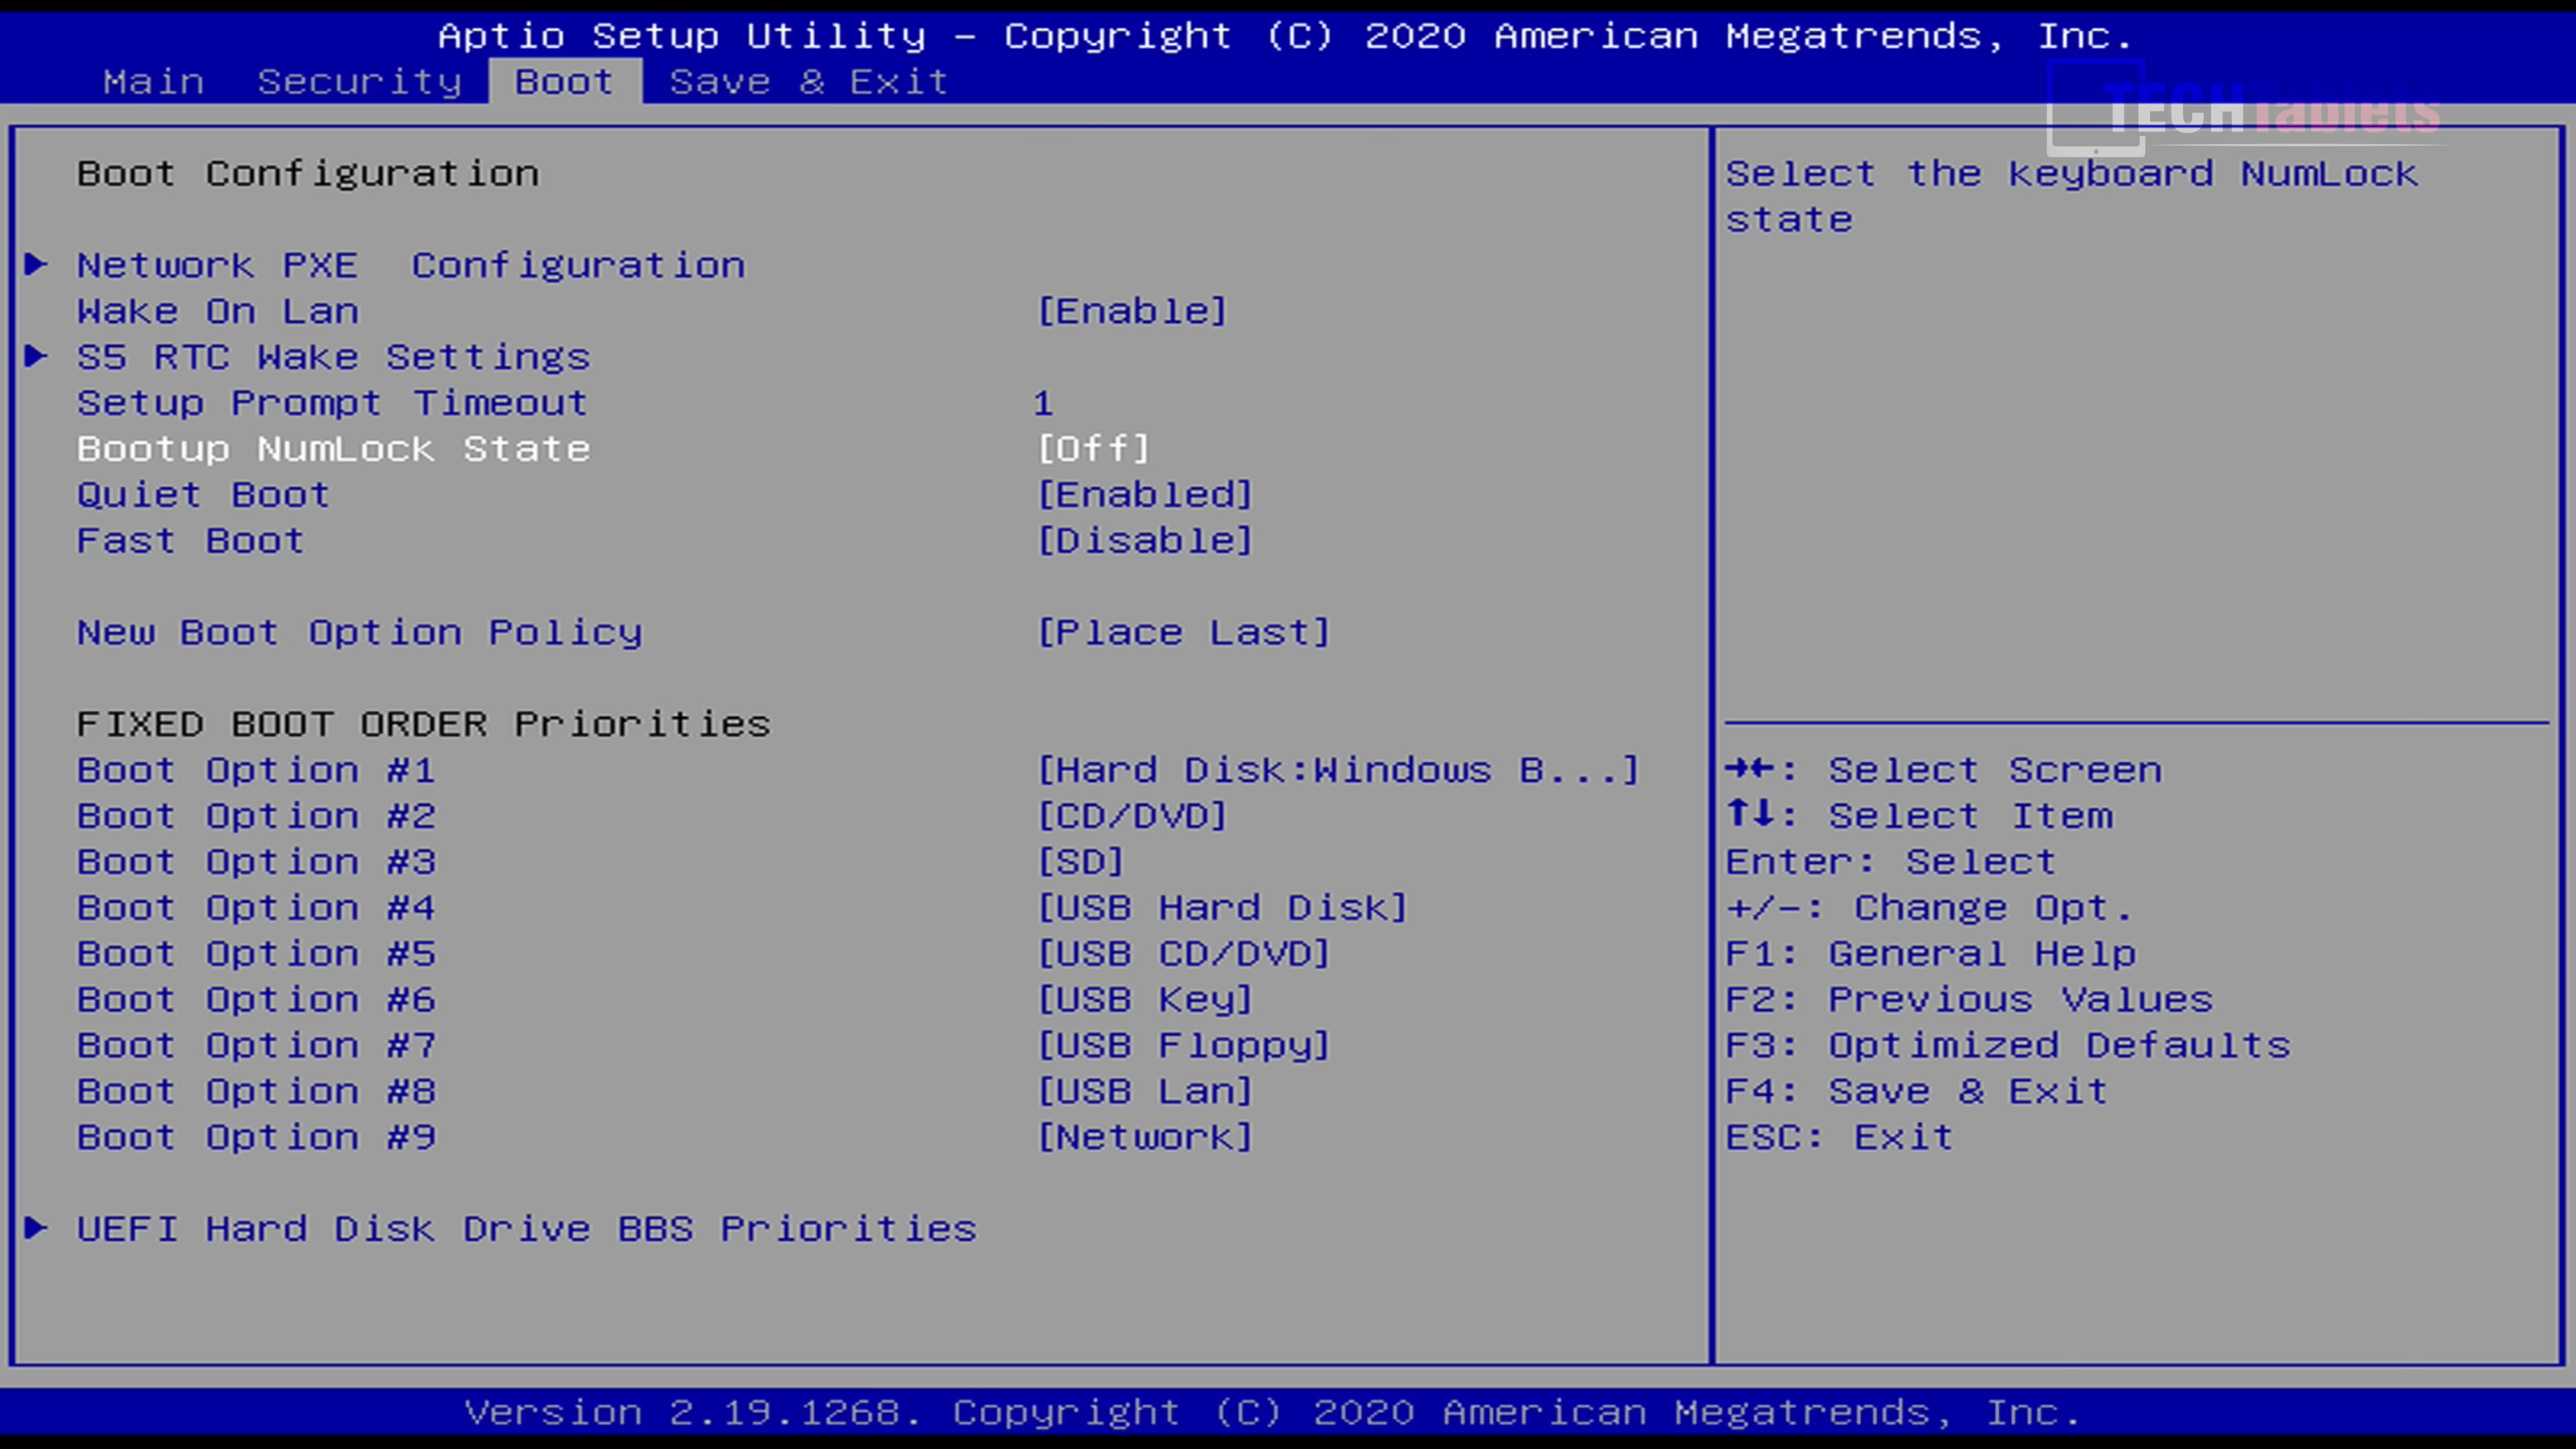 Aptio Setup Utility – Copyright (C) 2020 American Megatrends, Inc.
Main Security Boot Save & Exit
TECHTablets
Boot Configuration
Network PXE Configuration
Wake On Lan [Enable]
S5 RTC Wake Settings
Setup Prompt Timeout 1
Bootup NumLock State [Off]
Quiet Boot [Enabled]
Fast Boot [Disable]
New Boot Option Policy [Place Last]
FIXED BOOT ORDER Priorities
Boot Option #1 [Hard Disk:Windows B...]
Boot Option #2 [CD/DVD]
Boot Option #3 [SD]
Boot Option #4 [USB Hard Disk]
Boot Option #5 [USB CD/DVD]
Boot Option #6 [USB Key]
Boot Option #7 [USB Floppy]
Boot Option #8 [USB Lan]
Boot Option #9 [Network]
UEFI Hard Disk Drive BBS Priorities
Select the keyboard NumLock
state
→←: Select Screen
↑↓: Select Item
Enter: Select
+/-: Change Opt.
F1: General Help
F2: Previous Values
F3: Optimized Defaults
F4: Save & Exit
ESC: Exit
Version 2.19.1268. Copyright (C) 2020 American Megatrends, Inc.